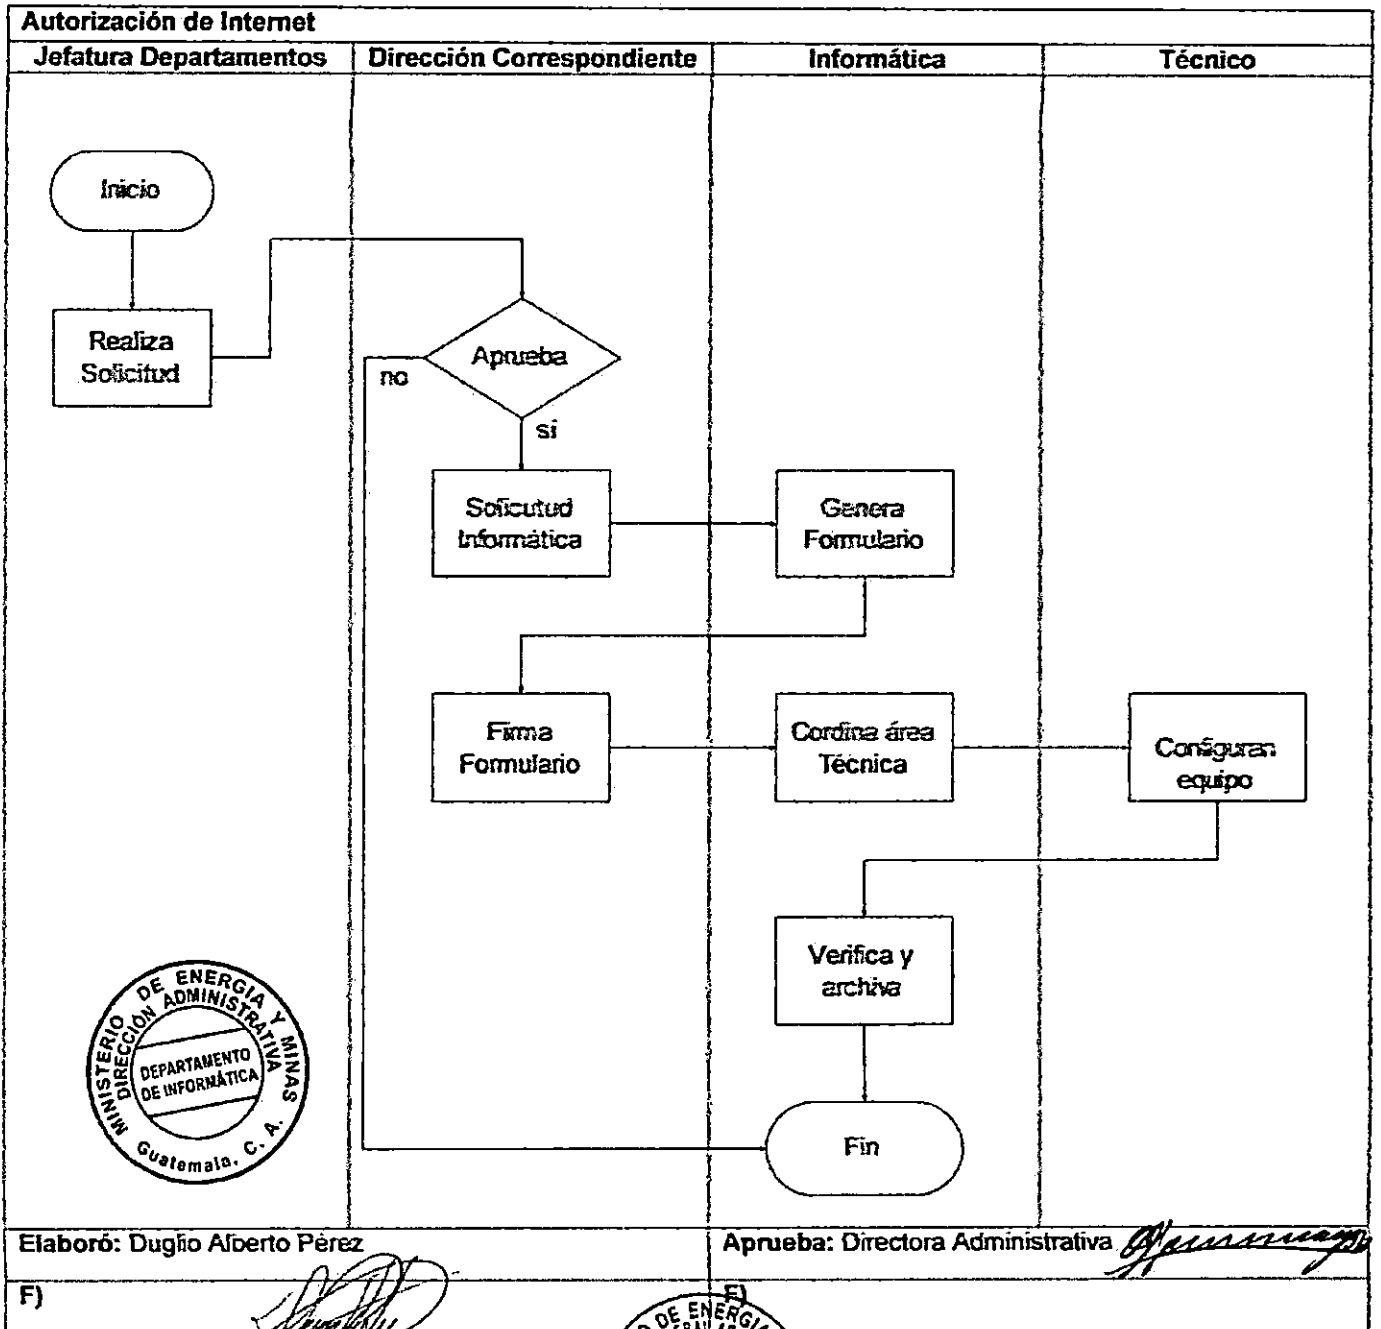 Autorización de Internet
Jefatura Departamentos
Dirección Correspondiente
Informática
Técnico
Inicio
Realiza
Solicitud
Aprueba
no
si
Solicutud
Informática
Genera
Formulario
Firma
Formulario
Cordina área
Técnica
Configuran
equipo
Verifica y
archiva
Fin
MINISTERIO DE ENERGIA Y MINAS
DIRECCIÓN ADMINISTRATIVA
DEPARTAMENTO
DE INFORMÁTICA
Guatemala, C. A.
Elaboró: Duglio Alberto Pérez
Aprueba: Directora Administrativa
F)
F)
DE ENERGIA